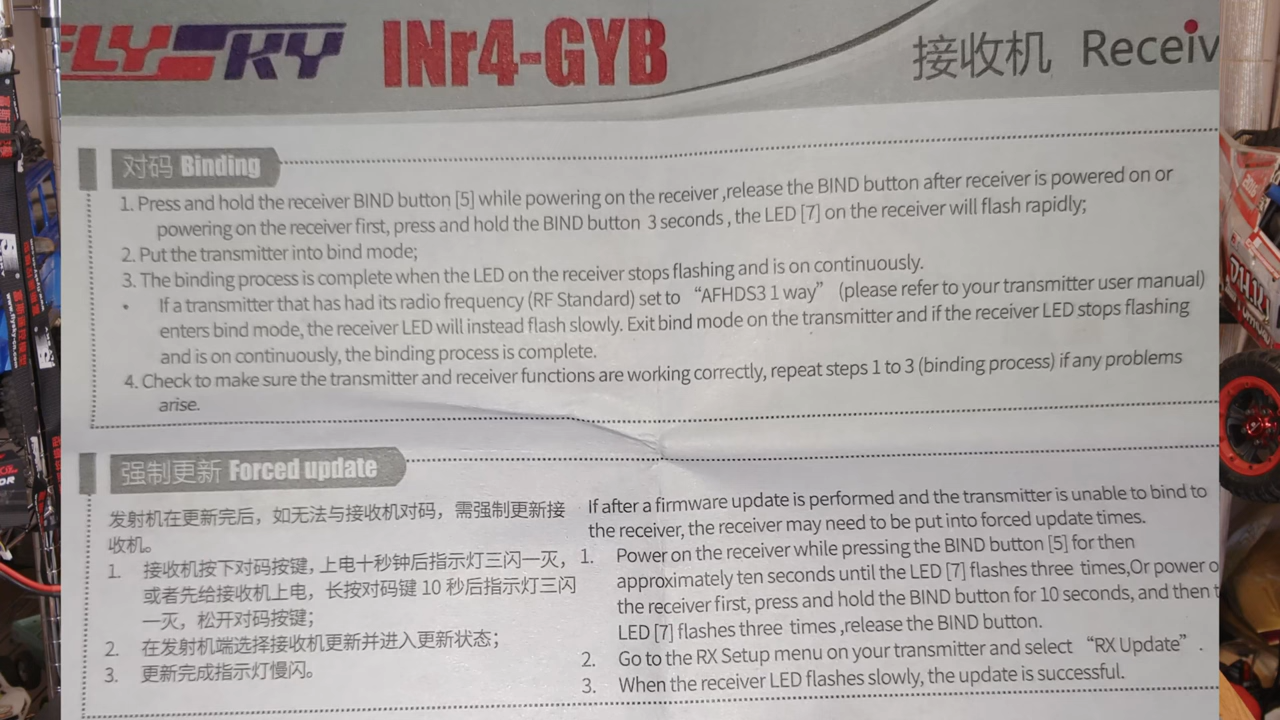 FLYSKY INr4-GYB 接收机 Receiv
对码 Binding
1. Press and hold the receiver BIND button [5] while powering on the receiver ,release the BIND button after receiver is powered on or
powering on the receiver first, press and hold the BIND button 3 seconds , the LED [7] on the receiver will flash rapidly;
2. Put the transmitter into bind mode;
3. The binding process is complete when the LED on the receiver stops flashing and is on continuously.
• If a transmitter that has had its radio frequency (RF Standard) set to “AFHDS3 1 way” (please refer to your transmitter user manual)
enters bind mode, the receiver LED will instead flash slowly. Exit bind mode on the transmitter and if the receiver LED stops flashing
and is on continuously, the binding process is complete.
4. Check to make sure the transmitter and receiver functions are working correctly, repeat steps 1 to 3 (binding process) if any problems
arise.
强制更新 Forced update
发射机在更新完后，如无法与接收机对码，需强制更新接
收机。
1. 接收机按下对码按键，上电十秒钟后指示灯三闪一灭，
或者先给接收机上电，长按对码键 10 秒后指示灯三闪
一灭，松开对码按键；
2. 在发射机端选择接收机更新并进入更新状态；
3. 更新完成指示灯慢闪。
If after a firmware update is performed and the transmitter is unable to bind to
the receiver, the receiver may need to be put into forced update times.
1. Power on the receiver while pressing the BIND button [5] for then
approximately ten seconds until the LED [7] flashes three times,Or power o
the receiver first, press and hold the BIND button for 10 seconds, and then t
LED [7] flashes three times ,release the BIND button.
2. Go to the RX Setup menu on your transmitter and select “RX Update” .
3. When the receiver LED flashes slowly, the update is successful.